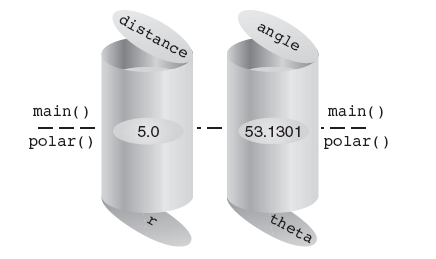 distance
angle
main()
main()
5.0
53.1301
polar()
polar()
r
theta